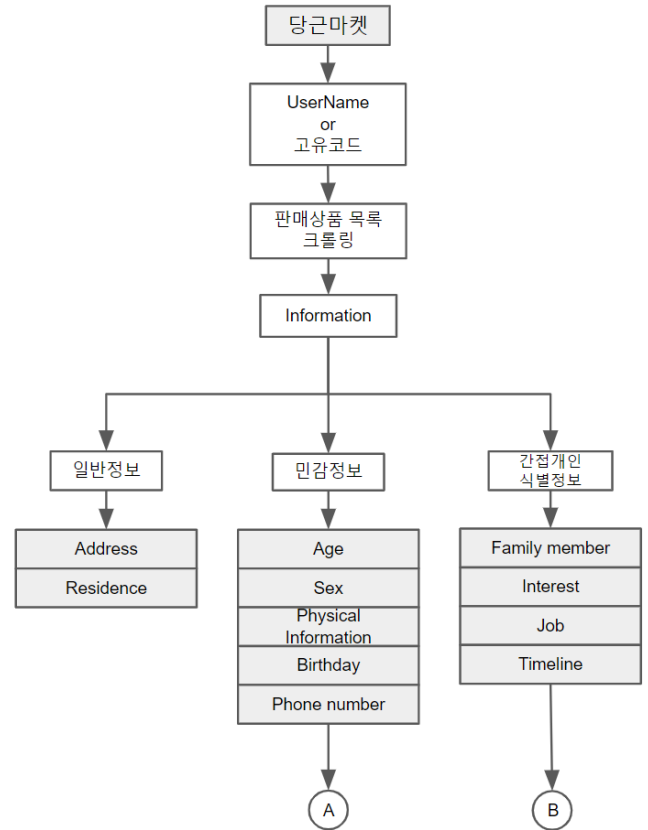 당근마켓
UserName
or
고유코드
판매상품 목록
크롤링
Information
일반정보
민감정보
간접개인
식별정보
Address
Residence
Age
Sex
Physical
Information
Birthday
Phone number
Family member
Interest
Job
Timeline
A
B